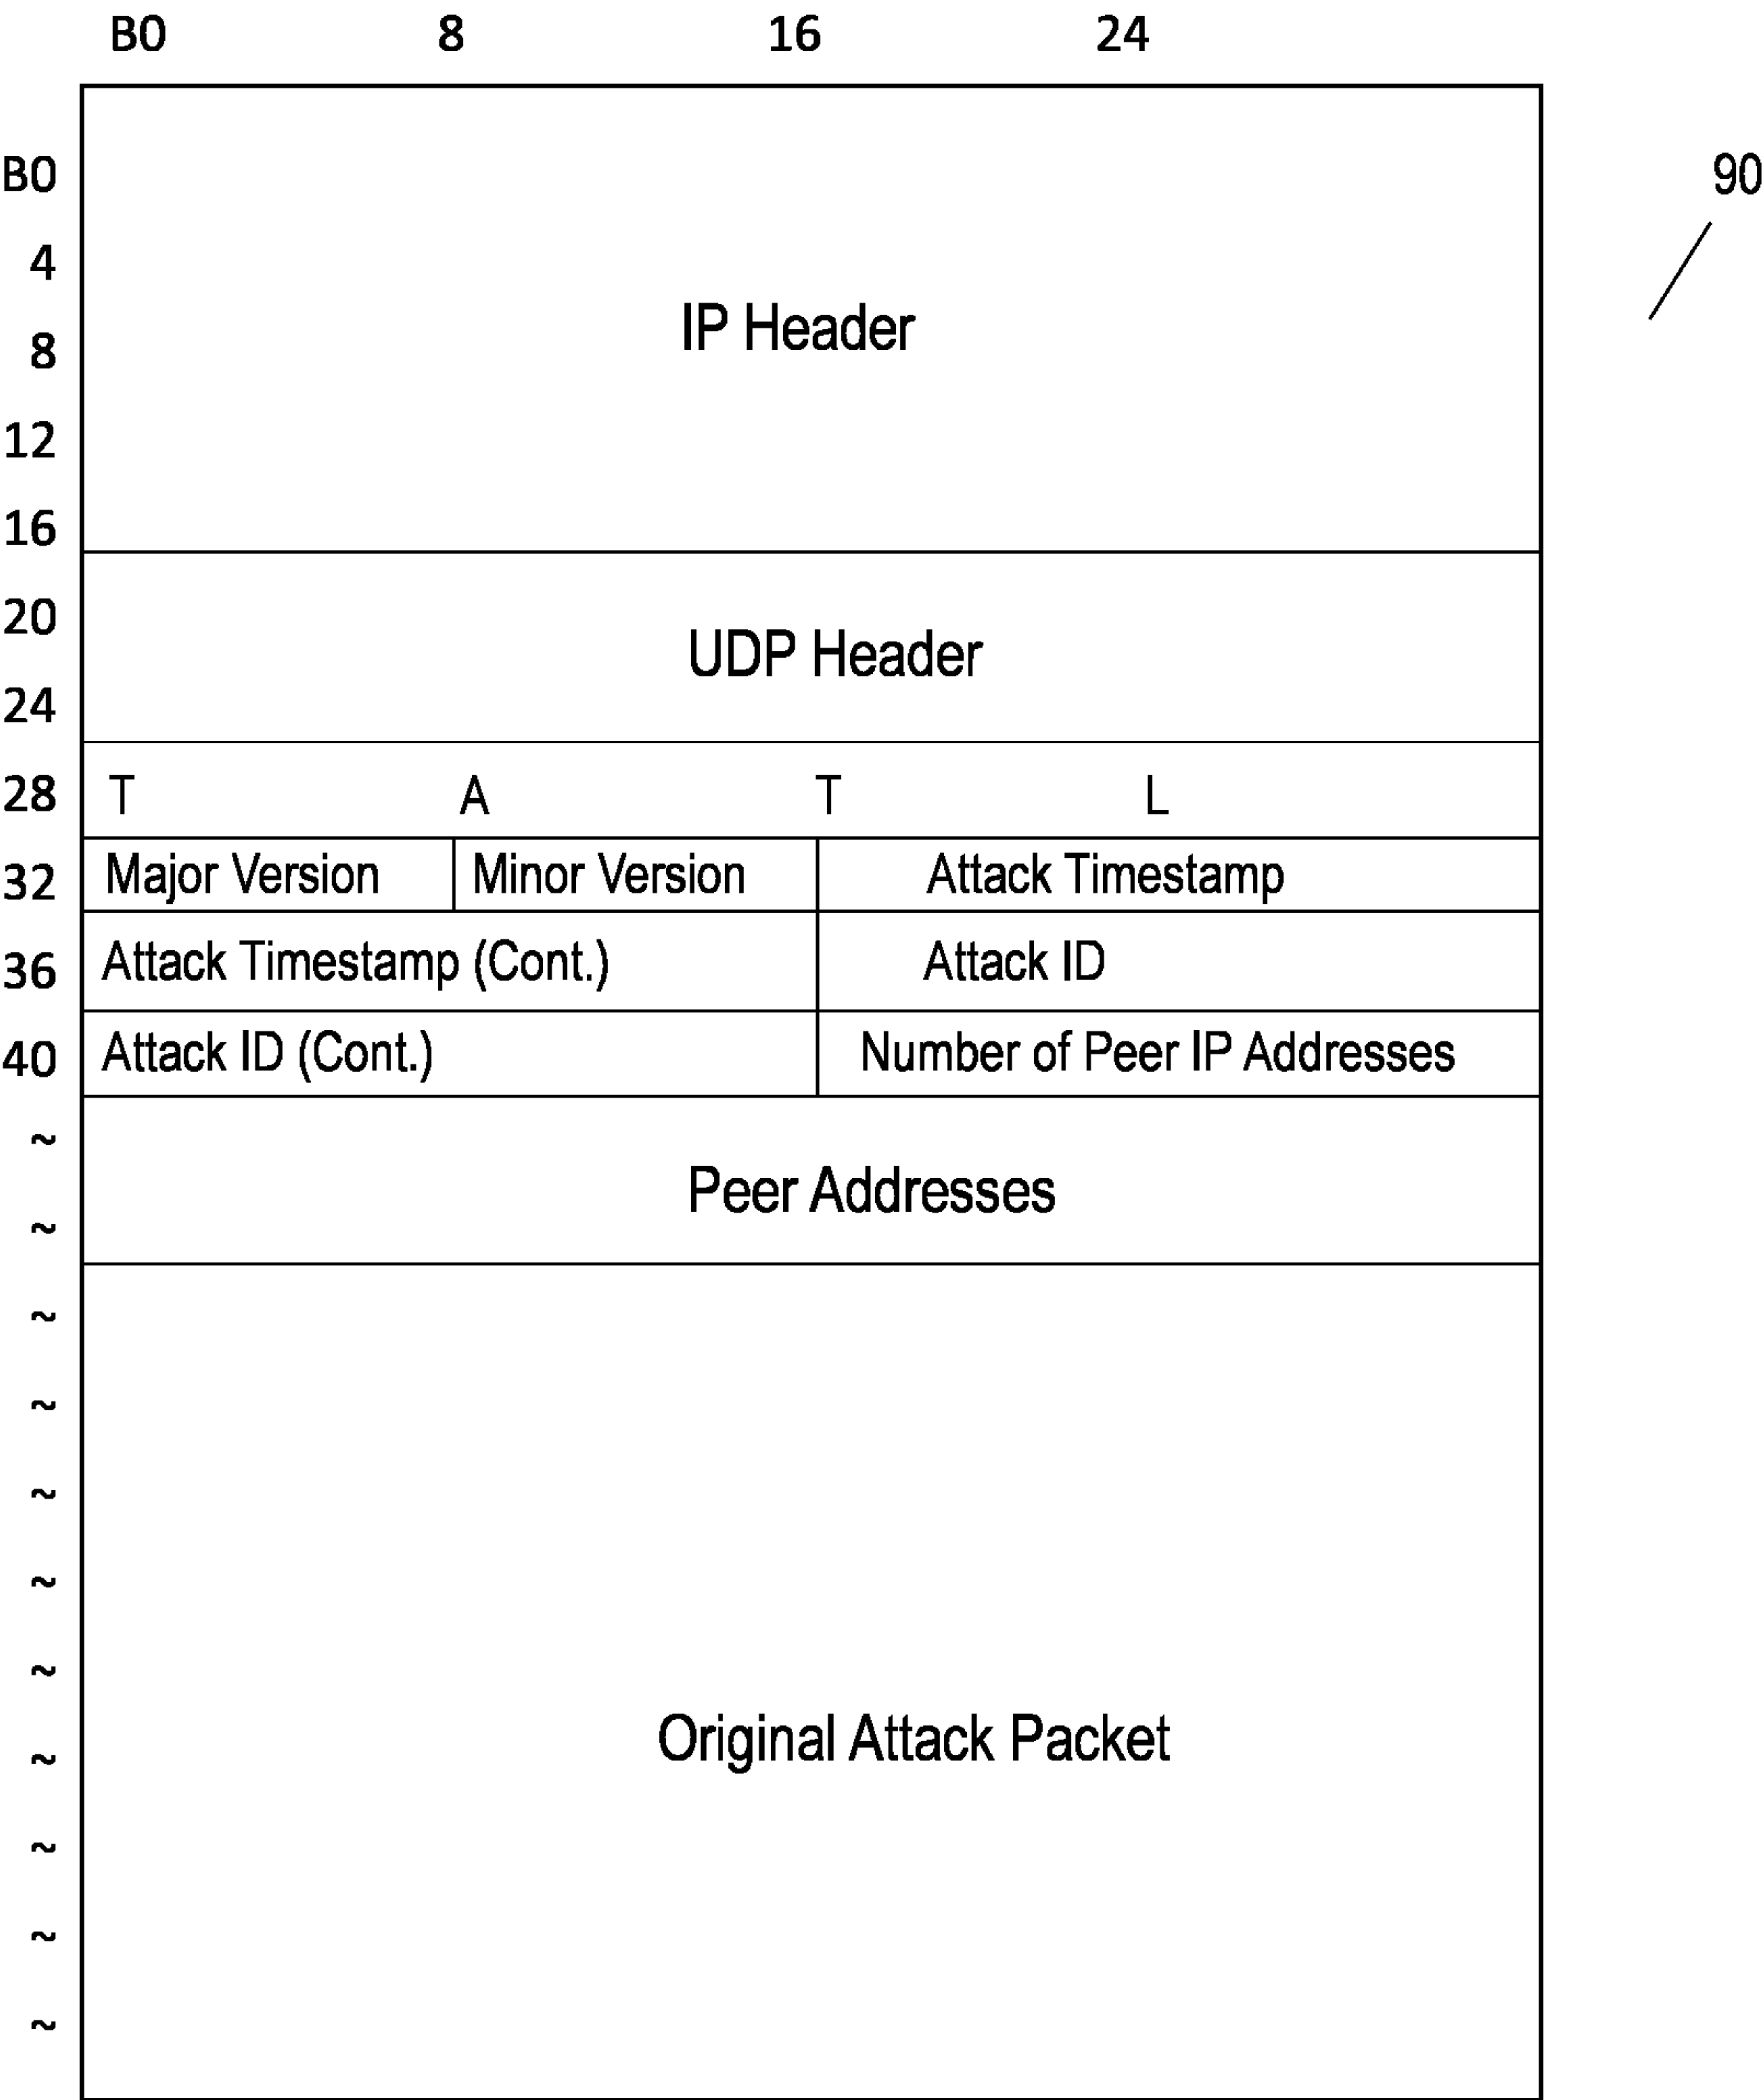 B0 8 16 24
B0
90
4
IP Header
8
12
16
20
UDP Header
24
28 T A T L
32 Major Version Minor Version Attack Timestamp
36 Attack Timestamp (Cont.) Attack ID
40 Attack ID (Cont.) Number of Peer IP Addresses
~
Peer Addresses
~
~
~
~
~
~
Original Attack Packet
~
~
~
~